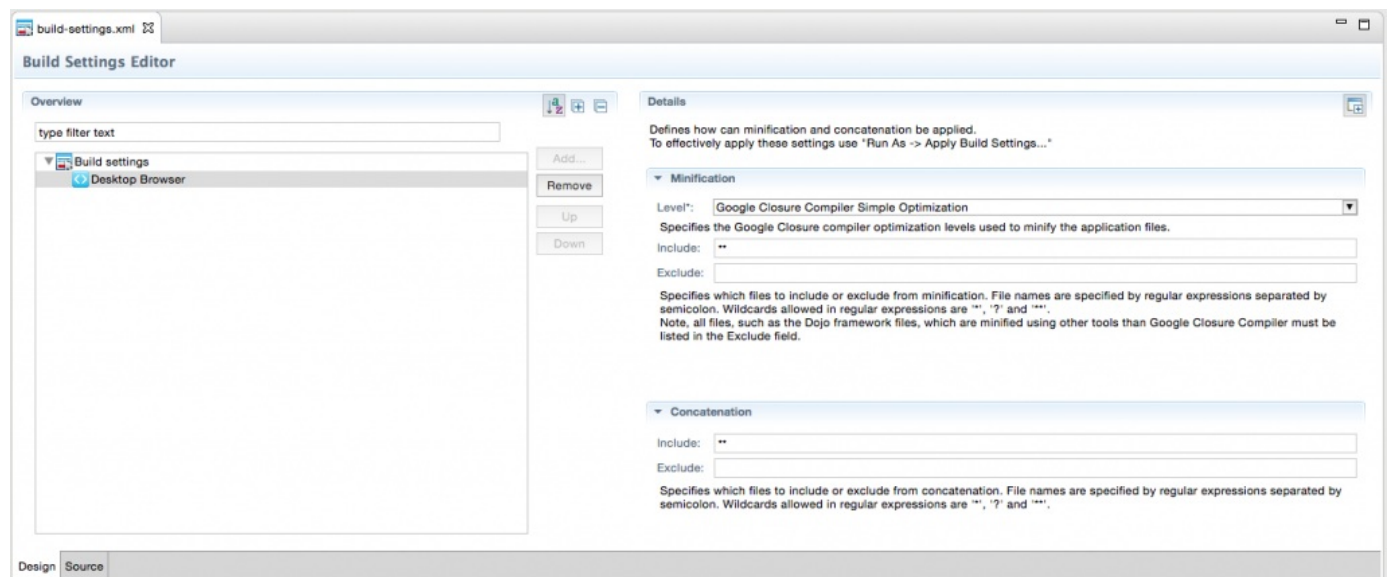 build-settings.xml
Build Settings Editor
Overview
type filter text
Build settings
Desktop Browser
Add...
Remove
Up
Down
Details
Defines how can minification and concatenation be applied.
To effectively apply these settings use "Run As -> Apply Build Settings..."
Minification
Level*: Google Closure Compiler Simple Optimization
Specifies the Google Closure compiler optimization levels used to minify the application files.
Include: **
Exclude:
Specifies which files to include or exclude from minification. File names are specified by regular expressions separated by
semicolon. Wildcards allowed in regular expressions are '*', '?' and '**'.
Note, all files, such as the Dojo framework files, which are minified using other tools than Google Closure Compiler must be
listed in the Exclude field.
Concatenation
Include: **
Exclude:
Specifies which files to include or exclude from concatenation. File names are specified by regular expressions separated by
semicolon. Wildcards allowed in regular expressions are '*', '?' and '**'.
Design Source